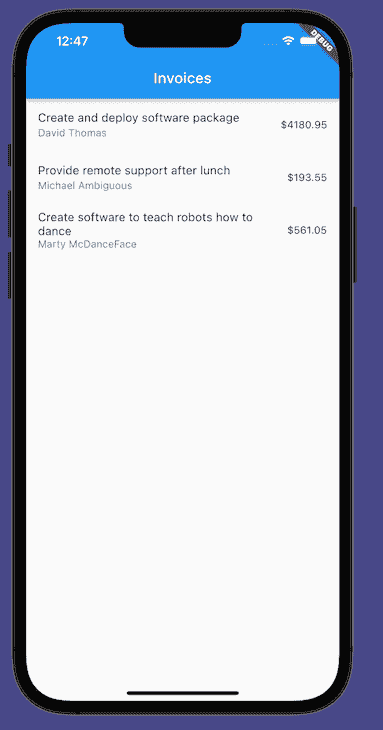 12:47
DEBUG
Invoices
Create and deploy software package
David Thomas
$4180.95
Provide remote support after lunch
Michael Ambiguous
$193.55
Create software to teach robots how to
dance
Marty McDanceFace
$561.05